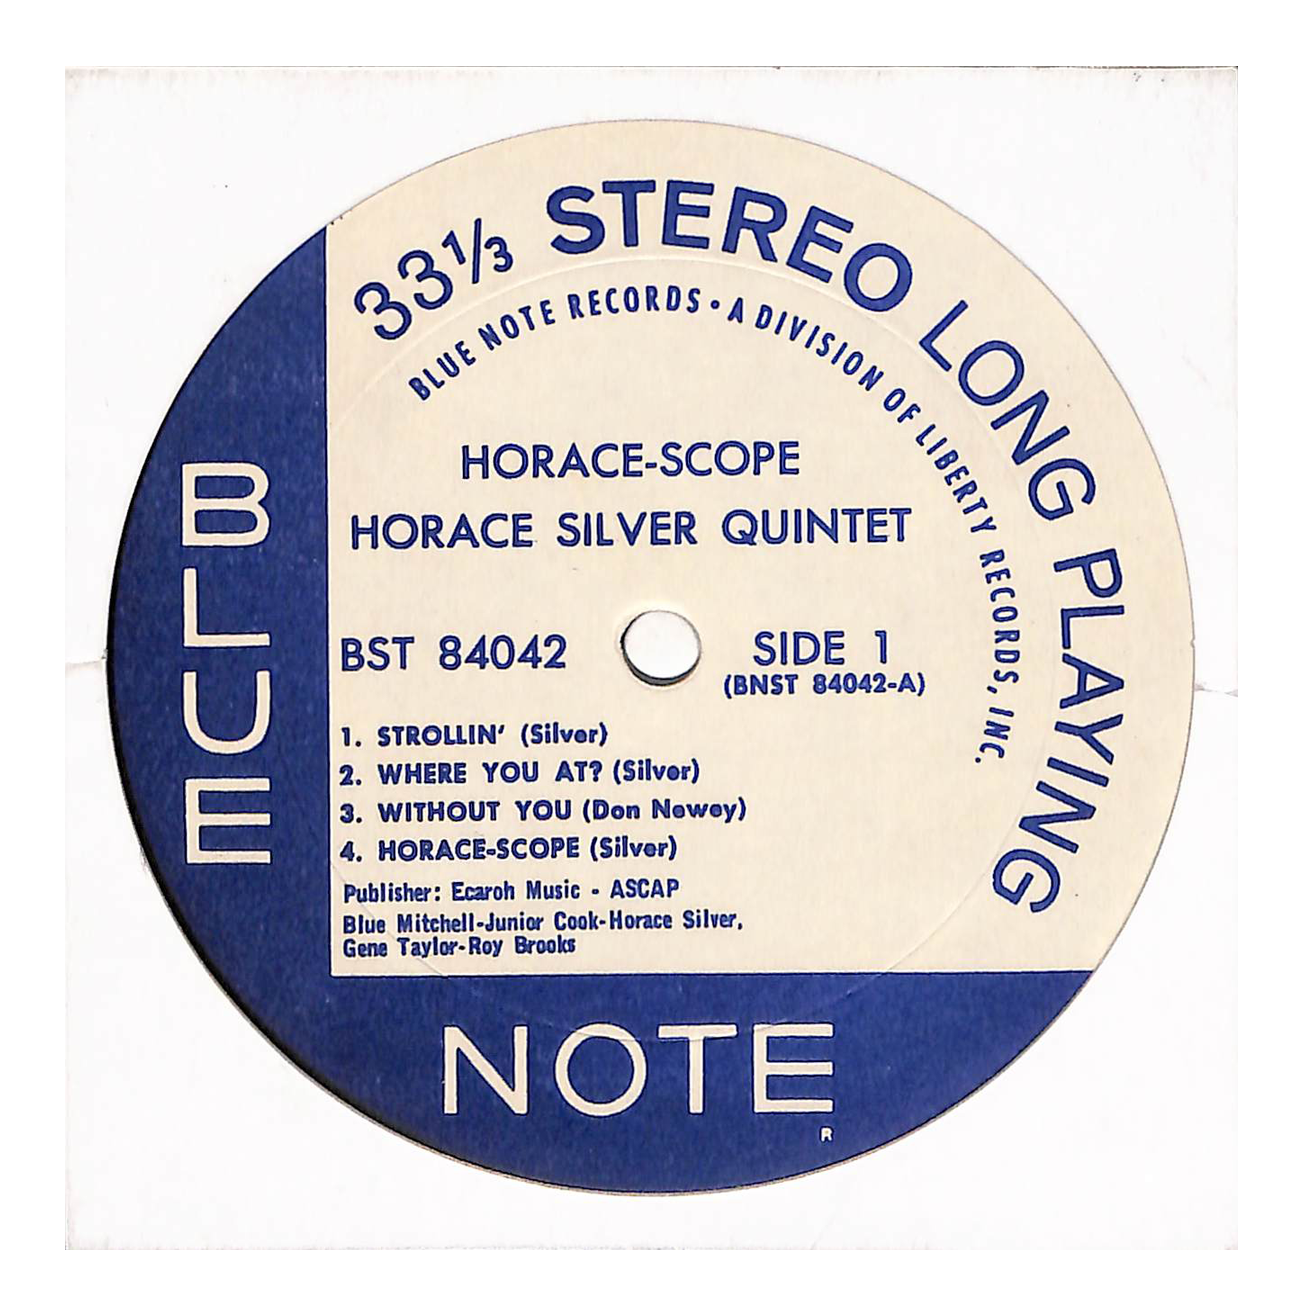 33⅓ STEREO LONG PLAYING
BLUE NOTE RECORDS • A DIVISION OF LIBERTY RECORDS, INC.
HORACE-SCOPE
HORACE SILVER QUINTET
BST 84042
SIDE 1
(BNST 84042-A)
1. STROLLIN' (Silver)
2. WHERE YOU AT? (Silver)
3. WITHOUT YOU (Don Newey)
4. HORACE-SCOPE (Silver)
Publisher: Ecaroh Music - ASCAP
Blue Mitchell-Junior Cook-Horace Silver,
Gene Taylor-Roy Brooks
BLUE
NOTE
R